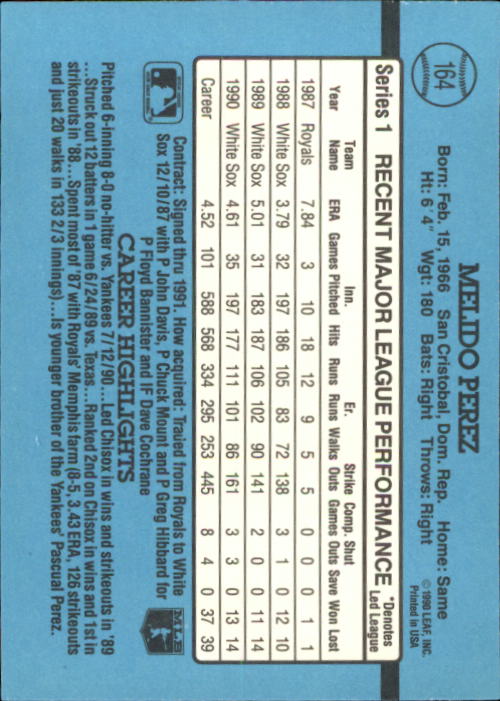 164
MELIDO PEREZ
© 1990 LEAF, INC.
Printed in USA
Born: Feb. 15, 1966 San Cristobal, Dom. Rep. Home: Same
Ht: 6' 4" Wgt: 180 Bats: Right Throws: Right
Series 1 RECENT MAJOR LEAGUE PERFORMANCE *Denotes Led League
Year Team Name ERA Games Inn. Pitched Hits Runs Er. Runs Walks Strike Outs Comp. Games Shut Outs Save Won Lost
1987 Royals 7.84 3 10 18 12 9 5 5 0 0 0 1 1
1988 White Sox 3.79 32 197 186 105 83 72 138 3 1 0 12 10
1989 White Sox 5.01 31 183 187 106 102 90 141 2 0 0 11 14
1990 White Sox 4.61 35 197 177 111 101 86 161 3 3 0 13 14
Career 4.52 101 588 568 334 295 253 445 8 4 0 37 39
Contract: Signed thru 1991. How acquired: Traued from Royals to White
Sox 12/10/87 with P John Davis, P Chuck Mount and P Greg Hibbard for
P Floyd Bannister and IF Dave Cochrane
MLB
CAREER HIGHLIGHTS
Pitched 6-inning 8-0 no-hitter vs. Yankees 7/12/90...Led Chisox in wins and strikeouts in '89
...Struck out 12 batters in 1 game 6/24/89 vs. Texas...Ranked 2nd on Chisox in wins and 1st in
strikeouts in '88...Spent most of '87 with Royals' Memphis farm (8-5, 3.43 ERA, 126 strikeouts
and just 20 walks in 133 2/3 innings)...Is younger brother of the Yankees' Pasqual Perez.